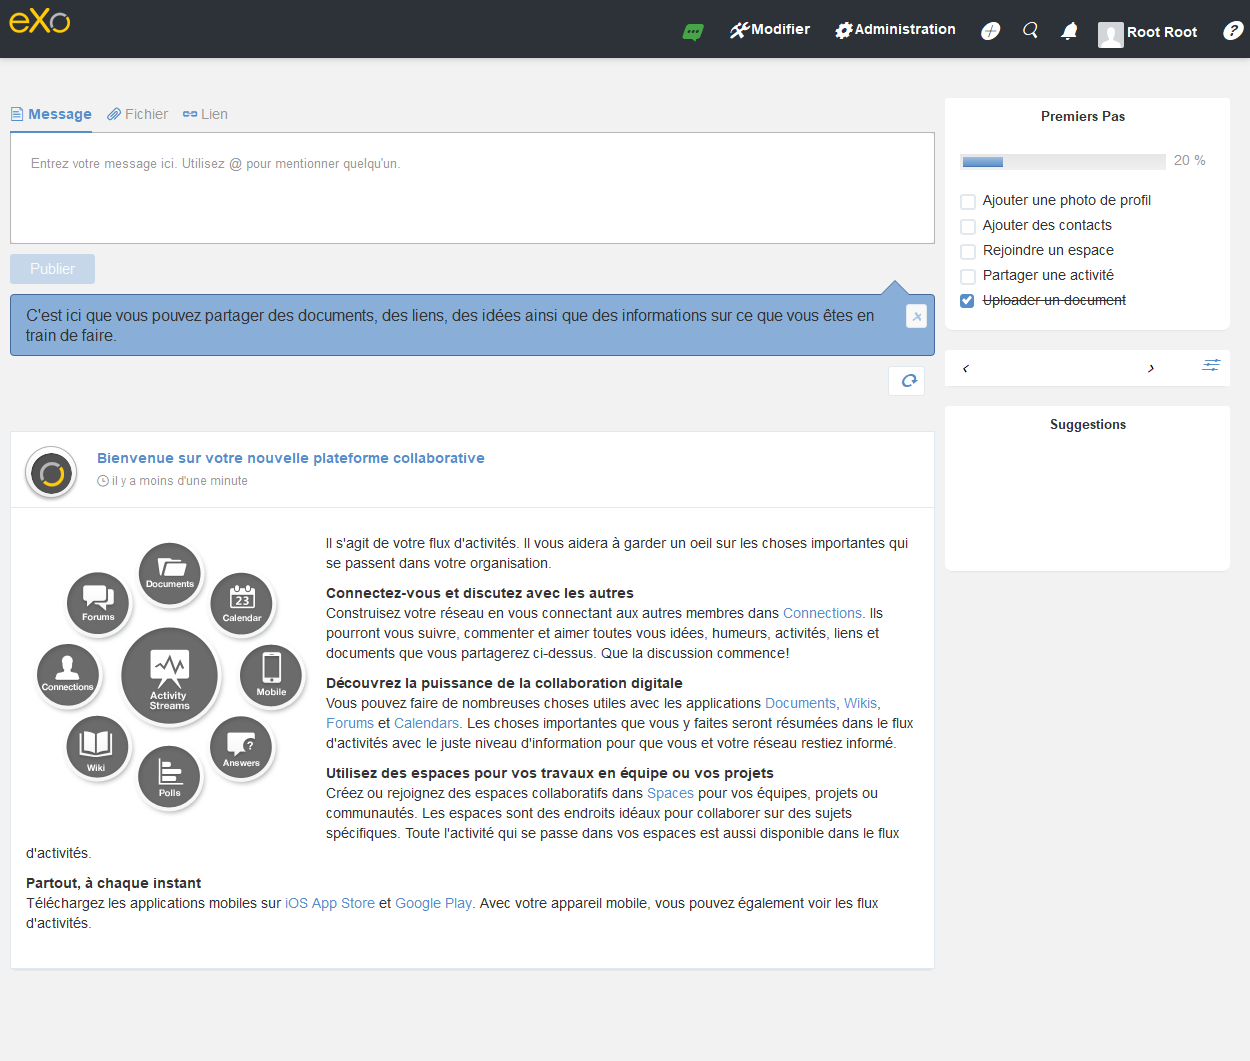 eXo
Modifier
Administration
Root Root
?
Message
Fichier
Lien
Entrez votre message ici. Utilisez @ pour mentionner quelqu'un.
Publier
C'est ici que vous pouvez partager des documents, des liens, des idées ainsi que des informations sur ce que vous êtes en
train de faire.
x
Bienvenue sur votre nouvelle plateforme collaborative
il y a moins d'une minute
Documents
Forums
23
Calendar
Connections
Activity
Streams
Mobile
Wiki
?
Answers
Polls
Il s'agit de votre flux d'activités. Il vous aidera à garder un oeil sur les choses importantes qui
se passent dans votre organisation.
Connectez-vous et discutez avec les autres
Construisez votre réseau en vous connectant aux autres membres dans Connections. Ils
pourront vous suivre, commenter et aimer toutes vous idées, humeurs, activités, liens et
documents que vous partagerez ci-dessus. Que la discussion commence!
Découvrez la puissance de la collaboration digitale
Vous pouvez faire de nombreuses choses utiles avec les applications Documents, Wikis,
Forums et Calendars. Les choses importantes que vous y faites seront résumées dans le flux
d'activités avec le juste niveau d'information pour que vous et votre réseau restiez informé.
Utilisez des espaces pour vos travaux en équipe ou vos projets
Créez ou rejoignez des espaces collaboratifs dans Spaces pour vos équipes, projets ou
communautés. Les espaces sont des endroits idéaux pour collaborer sur des sujets
spécifiques. Toute l'activité qui se passe dans vos espaces est aussi disponible dans le flux
d'activités.
Partout, à chaque instant
Téléchargez les applications mobiles sur iOS App Store et Google Play. Avec votre appareil mobile, vous pouvez également voir les flux
d'activités.
Premiers Pas
20 %
Ajouter une photo de profil
Ajouter des contacts
Rejoindre un espace
Partager une activité
Uploader un document
Suggestions